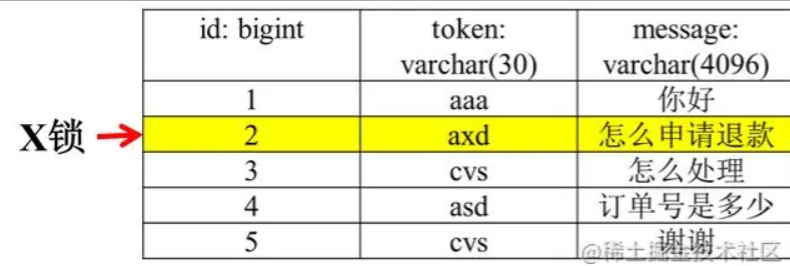 id: bigint token: message:
varchar(30) varchar(4096)
1 aaa 你好
X锁 2 axd 怎么申请退款
3 cvs 怎么处理
4 asd 订单号是多少
5 cvs 谢谢
@稀土掘金技术社区